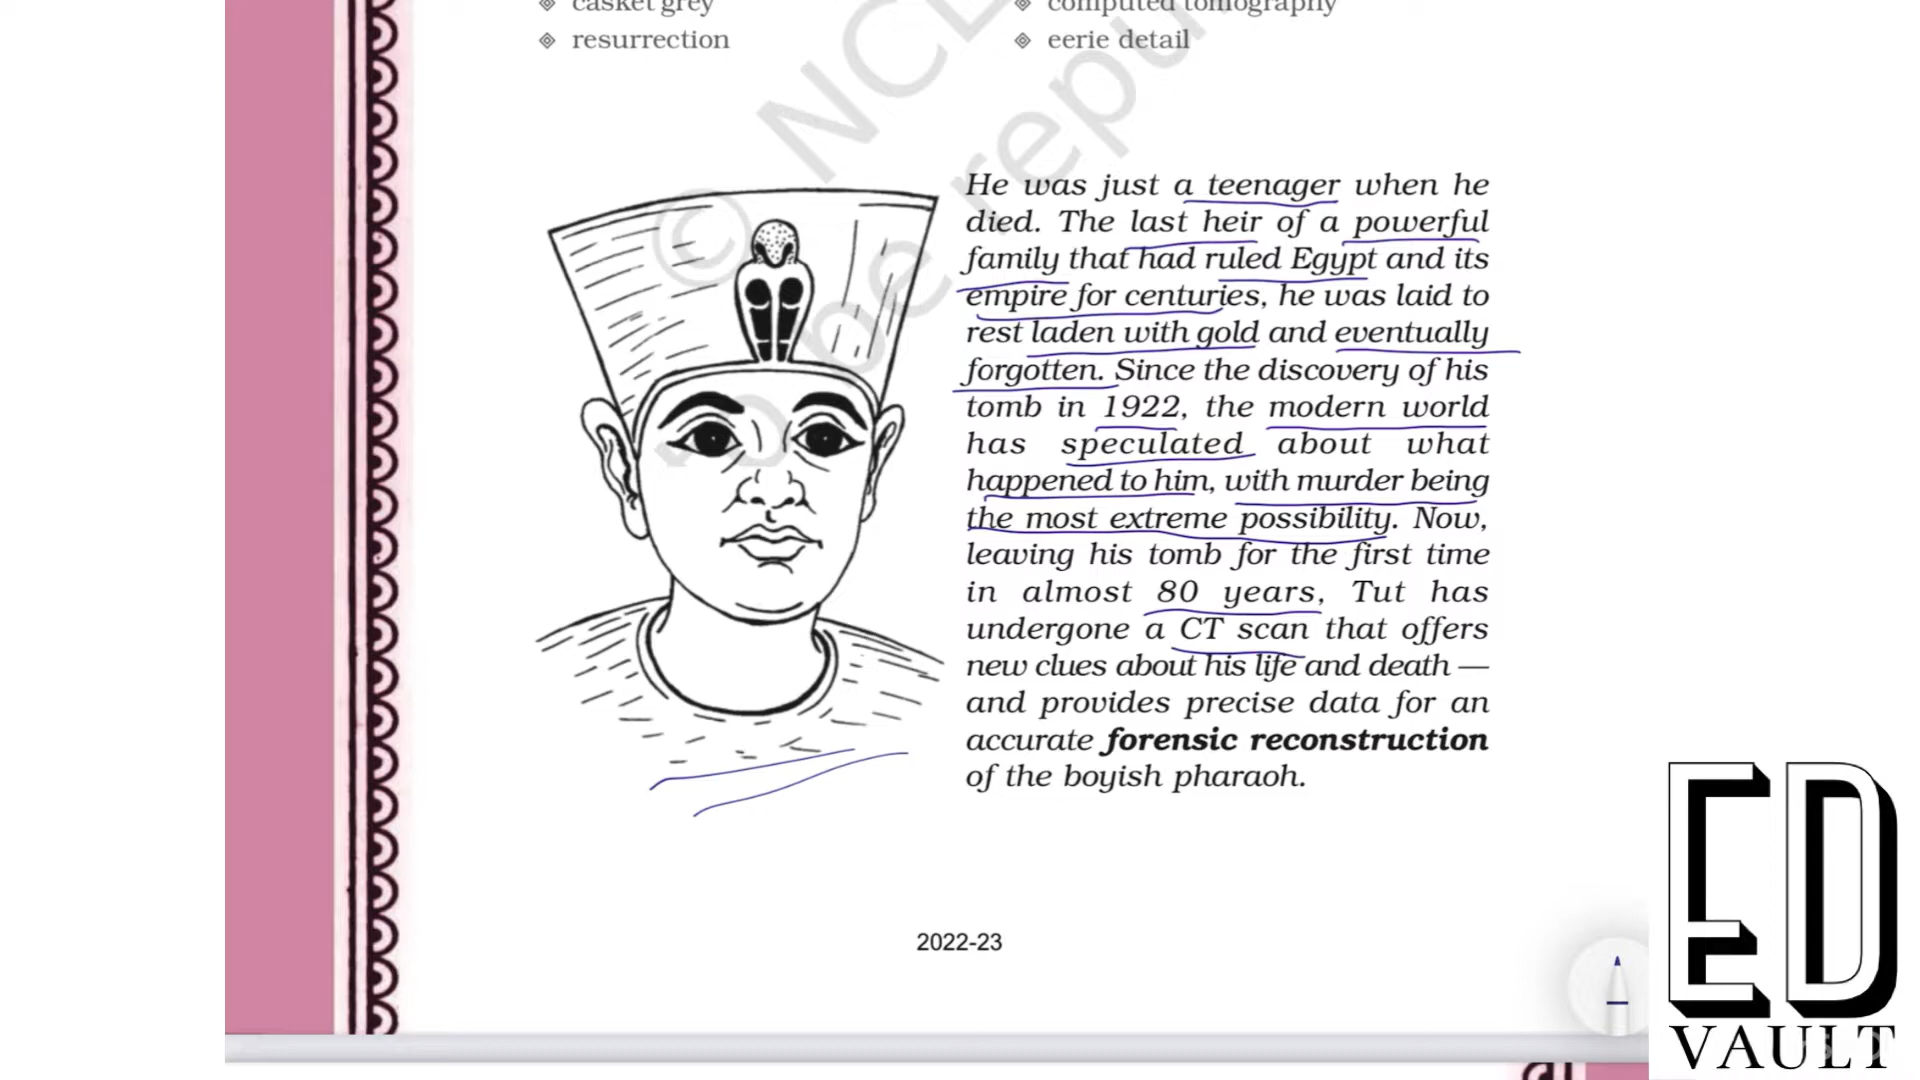 casket grey
computed tomography
resurrection
eerie detail
He was just a teenager when he
died. The last heir of a powerful
family that had ruled Egypt and its
empire for centuries, he was laid to
rest laden with gold and eventually
forgotten. Since the discovery of his
tomb in 1922, the modern world
has speculated about what
happened to him, with murder being
the most extreme possibility. Now,
leaving his tomb for the first time
in almost 80 years, Tut has
undergone a CT scan that offers
new clues about his life and death —
and provides precise data for an
accurate forensic reconstruction
of the boyish pharaoh.
2022-23
ED
VAULT